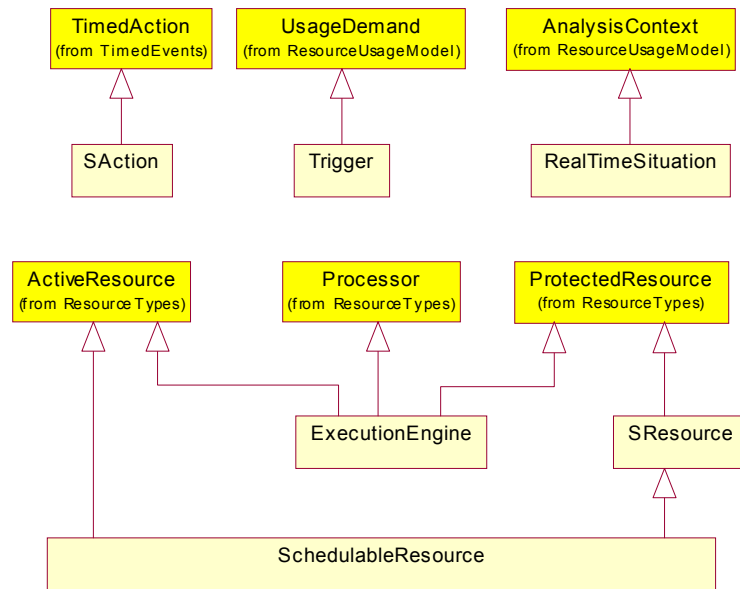 TimedAction
(from TimedEvents)
UsageDemand
(from ResourceUsageModel)
AnalysisContext
(from ResourceUsageModel)
SAction
Trigger
RealTimeSituation
ActiveResource
(from ResourceTypes)
Processor
(from ResourceTypes)
ProtectedResource
(from ResourceTypes)
ExecutionEngine
SResource
SchedulableResource